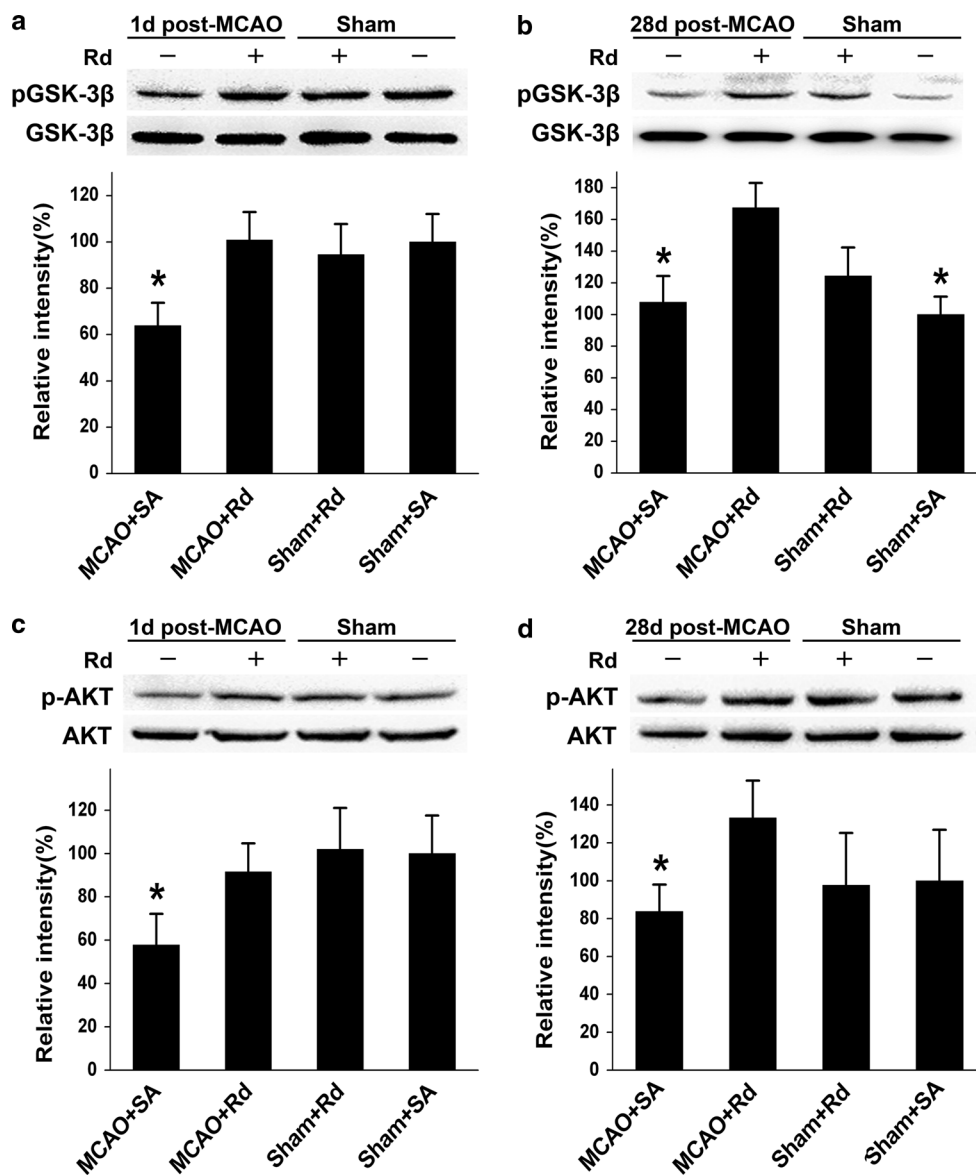 a
1d post-MCAO Sham
Rd − + + −
pGSK-3β
GSK-3β
Relative intensity(%)
120
100
80
60
40
20
0
*
MCAO+SA
MCAO+Rd
Sham+Rd
Sham+SA
b
28d post-MCAO Sham
Rd − + + −
pGSK-3β
GSK-3β
Relative intensity(%)
180
160
140
120
100
80
60
40
20
0
*
*
MCAO+SA
MCAO+Rd
Sham+Rd
Sham+SA
c
1d post-MCAO Sham
Rd − + + −
p-AKT
AKT
Relative intensity(%)
120
100
80
60
40
20
0
*
MCAO+SA
MCAO+Rd
Sham+Rd
Sham+SA
d
28d post-MCAO Sham
Rd − + + −
p-AKT
AKT
Relative intensity(%)
140
120
100
80
60
40
20
0
*
MCAO+SA
MCAO+Rd
Sham+Rd
Sham+SA